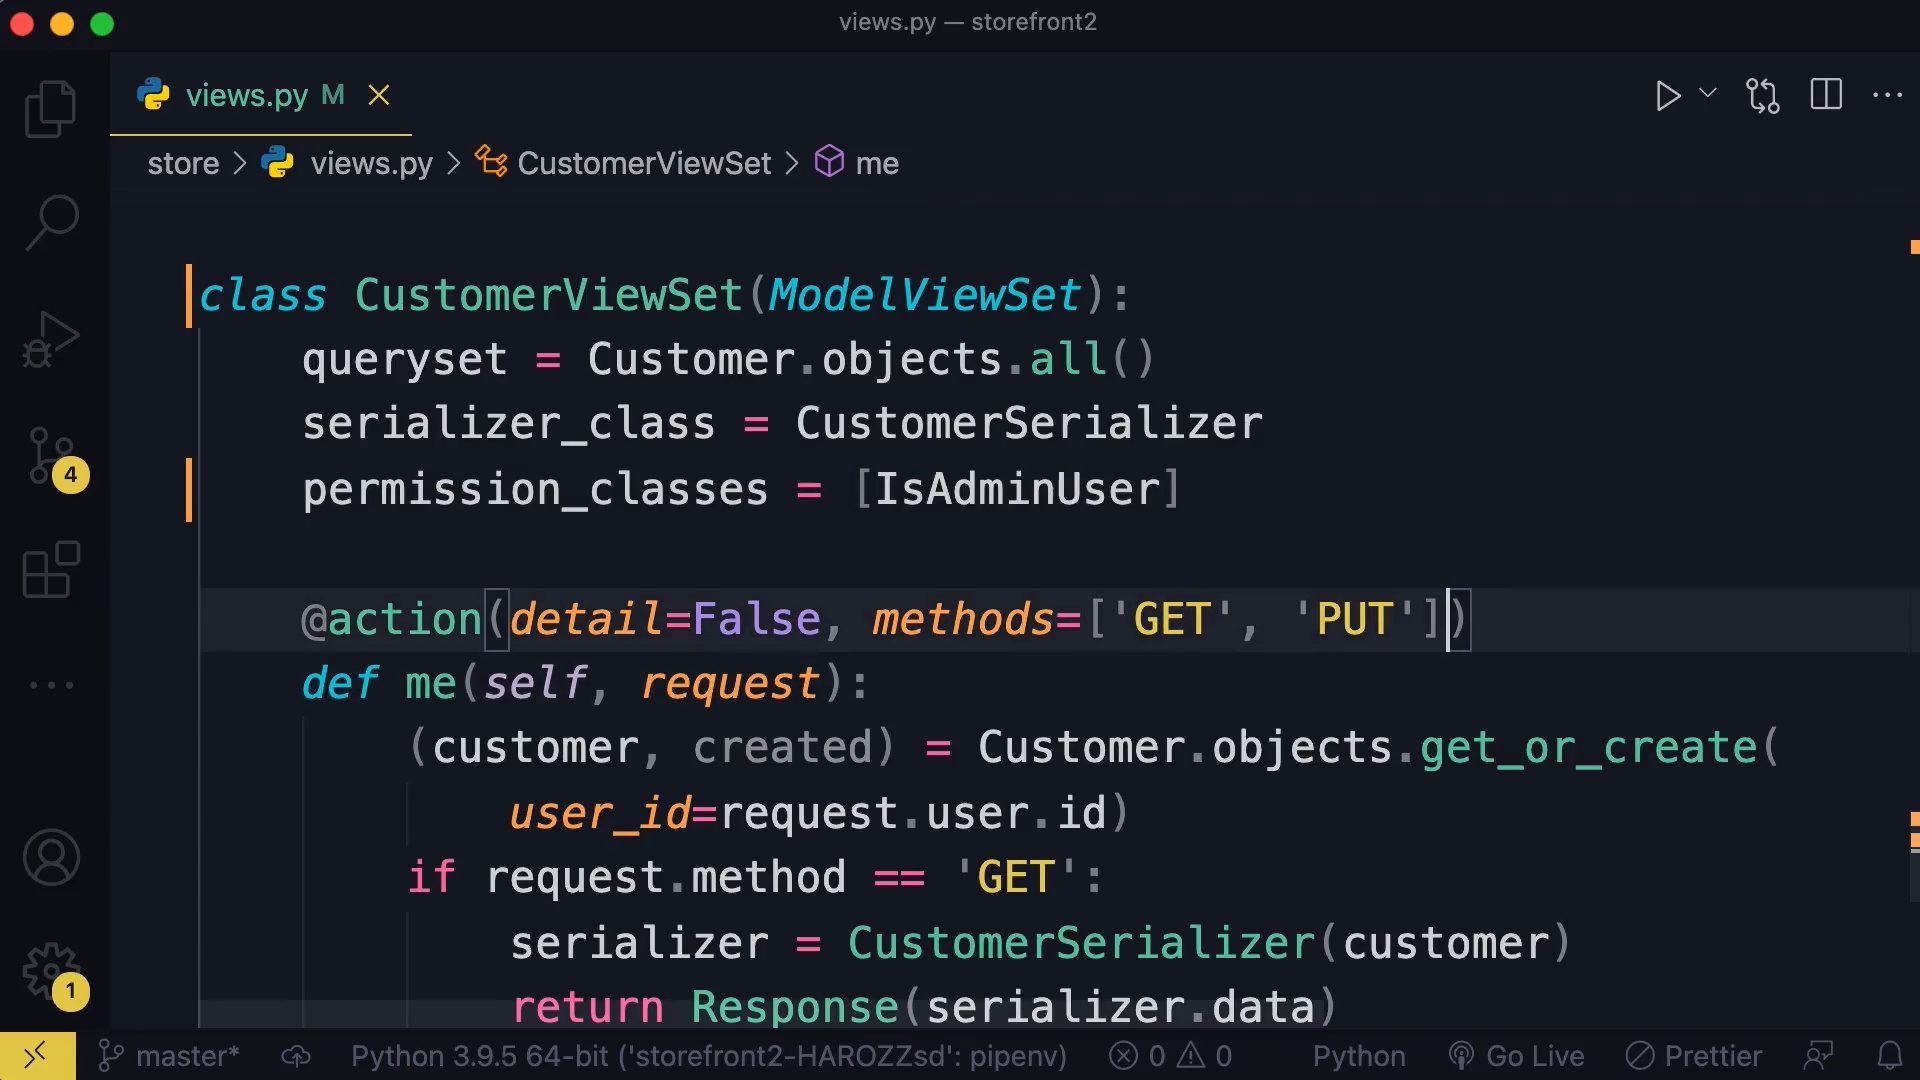 views.py — storefront2
views.py M
store > views.py > CustomerViewSet > me
class CustomerViewSet(ModelViewSet):
queryset = Customer.objects.all()
serializer_class = CustomerSerializer
permission_classes = [IsAdminUser]
@action(detail=False, methods=['GET', 'PUT'])
def me(self, request):
(customer, created) = Customer.objects.get_or_create(
user_id=request.user.id)
if request.method == 'GET':
serializer = CustomerSerializer(customer)
return Response(serializer.data)
4
1
master* Python 3.9.5 64-bit ('storefront2-HAROZZsd': pipenv) 0 0 Python Go Live Prettier